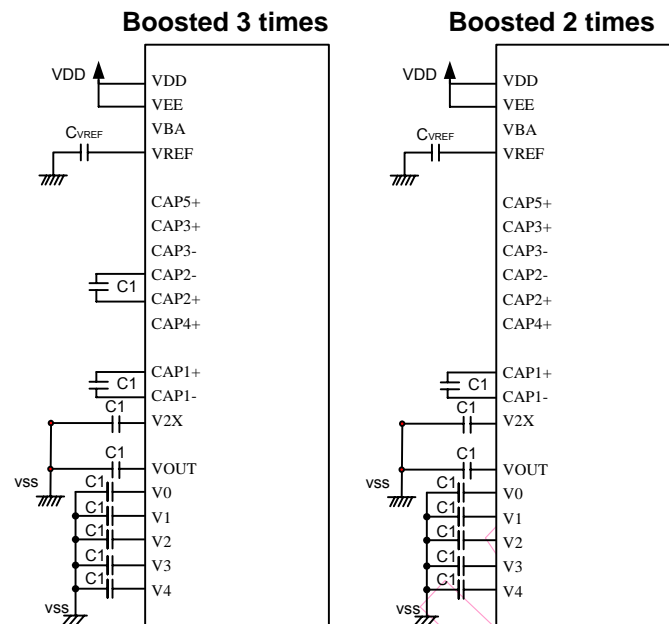 Boosted 3 times
VDD
VDD
VEE
VBA
CVREF
VREF
CAP5+
CAP3+
CAP3-
CAP2-
C1
CAP2+
CAP4+
CAP1+
C1
CAP1-
C1
V2X
C1
VOUT
vss
C1
V0
C1
V1
C1
V2
C1
V3
C1
V4
vss
Boosted 2 times
VDD
VDD
VEE
VBA
CVREF
VREF
CAP5+
CAP3+
CAP3-
CAP2-
CAP2+
CAP4+
CAP1+
C1
CAP1-
C1
V2X
C1
VOUT
vss
C1
V0
C1
V1
C1
V2
C1
V3
C1
V4
vss